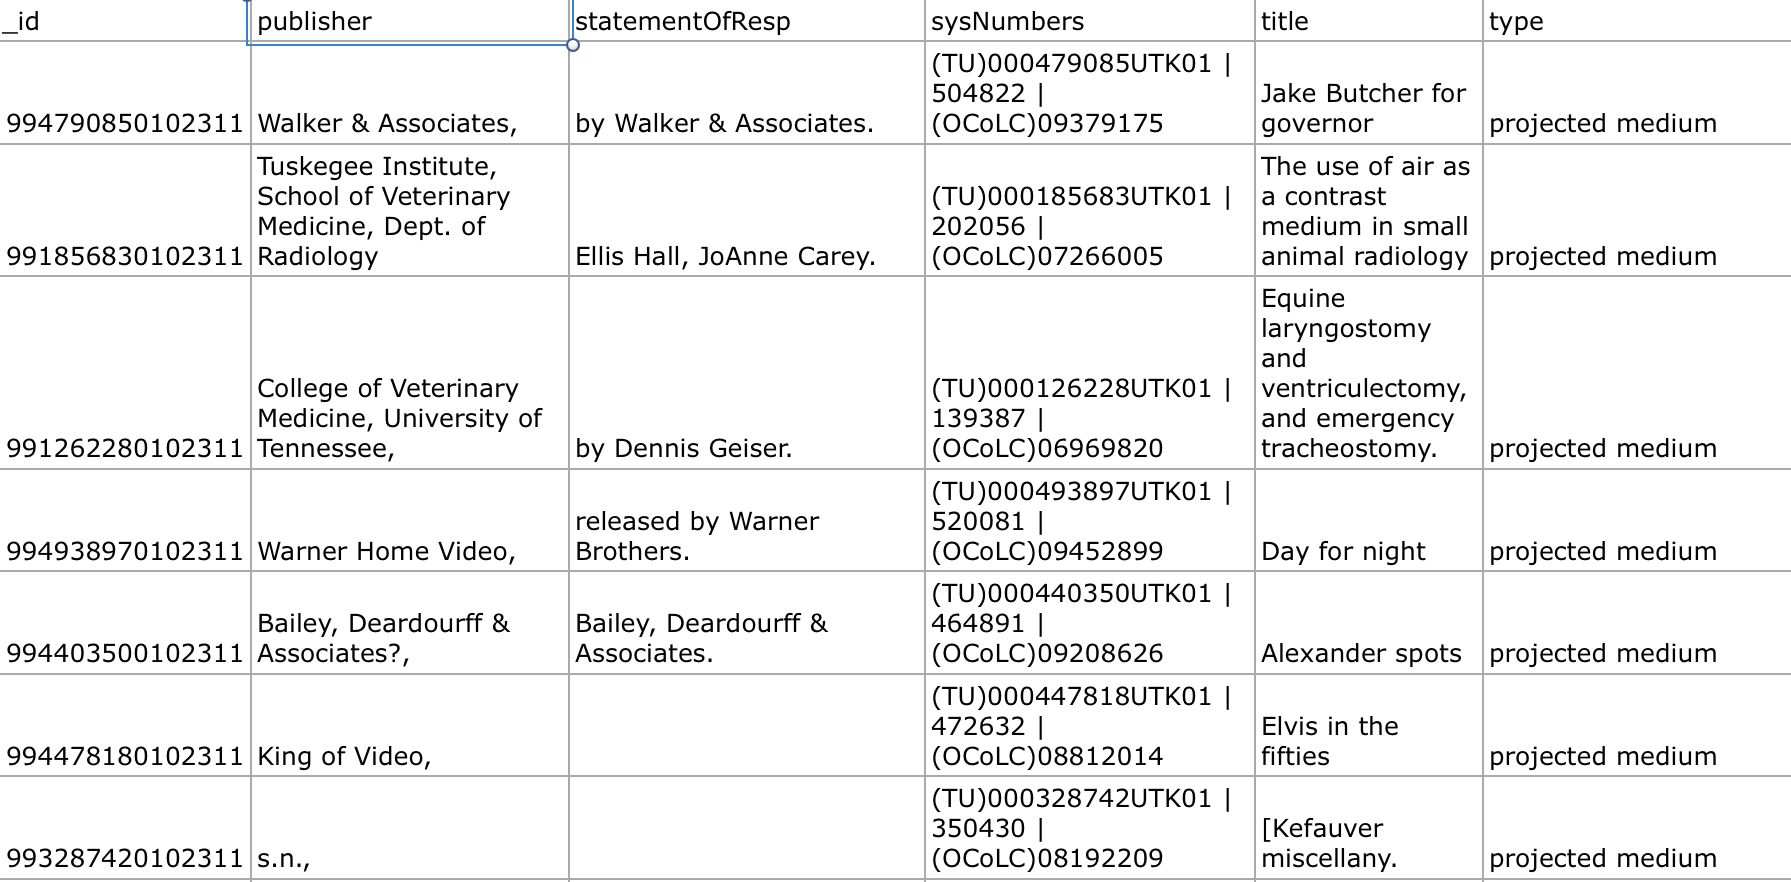 _id publisher statementOfResp sysNumbers title type
994790850102311 Walker & Associates, by Walker & Associates. (TU)000479085UTK01 | 504822 | (OCoLC)09379175 Jake Butcher for governor projected medium
991856830102311 Tuskegee Institute, School of Veterinary Medicine, Dept. of Radiology Ellis Hall, JoAnne Carey. (TU)000185683UTK01 | 202056 | (OCoLC)07266005 The use of air as a contrast medium in small animal radiology projected medium
991262280102311 College of Veterinary Medicine, University of Tennessee, by Dennis Geiser. (TU)000126228UTK01 | 139387 | (OCoLC)06969820 Equine laryngostomy and ventriculectomy, and emergency tracheostomy. projected medium
994938970102311 Warner Home Video, released by Warner Brothers. (TU)000493897UTK01 | 520081 | (OCoLC)09452899 Day for night projected medium
994403500102311 Bailey, Deardourff & Associates?, Bailey, Deardourff & Associates. (TU)000440350UTK01 | 464891 | (OCoLC)09208626 Alexander spots projected medium
994478180102311 King of Video, (TU)000447818UTK01 | 472632 | (OCoLC)08812014 Elvis in the fifties projected medium
993287420102311 s.n., (TU)000328742UTK01 | 350430 | (OCoLC)08192209 [Kefauver miscellany. projected medium